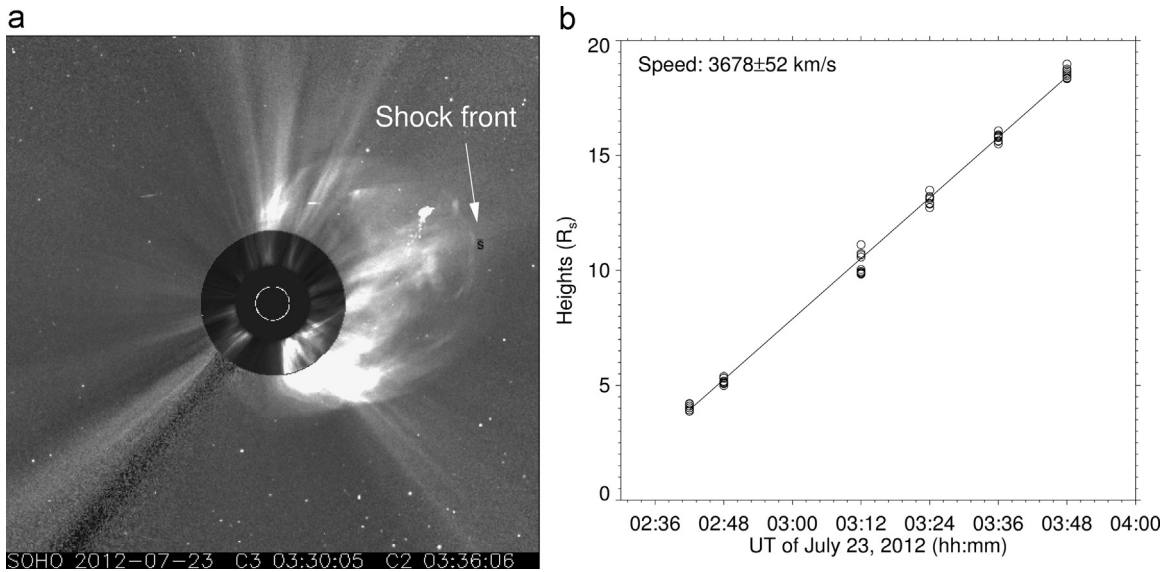 a
Shock front
s
SOHO 2012-07-23 C3 03:30:05 C2 03:36:06
b
Speed: 3678±52 km/s
Heights (Rs)
20
15
10
5
0
02:36 02:48 03:00 03:12 03:24 03:36 03:48 04:00
UT of July 23, 2012 (hh:mm)